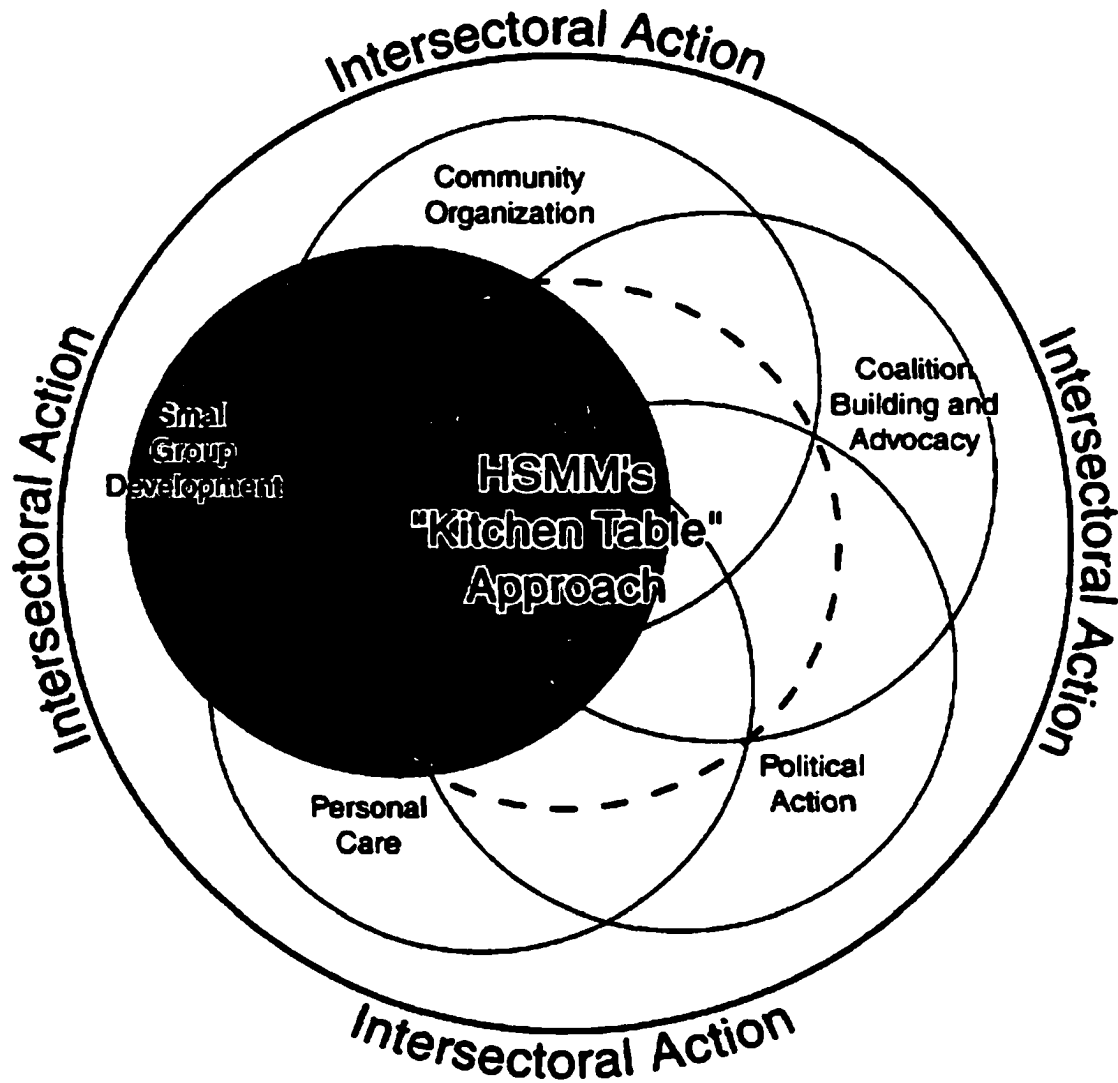 Intersectoral Action
Community
Organization
Intersectoral Action
Intersectoral Action
Coalition
Building and
Advocacy
Smal
Group
Development
HSMM's
"Kitchen Table"
Approach
Political
Action
Personal
Care
Intersectoral Action